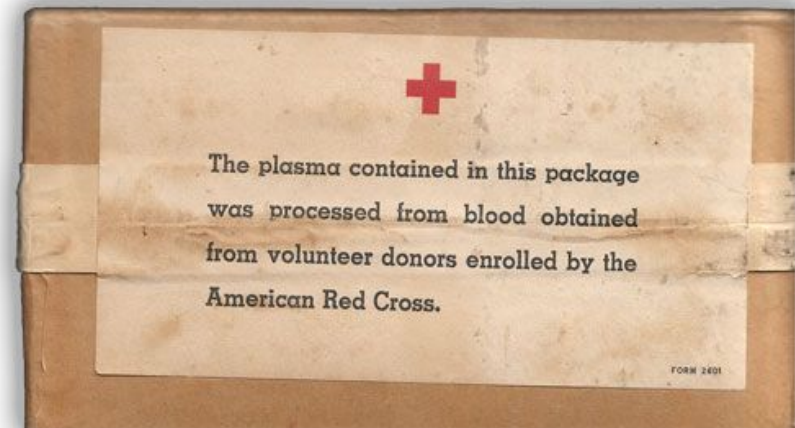 The plasma contained in this package
was processed from blood obtained
from volunteer donors enrolled by the
American Red Cross.
FORM 2401